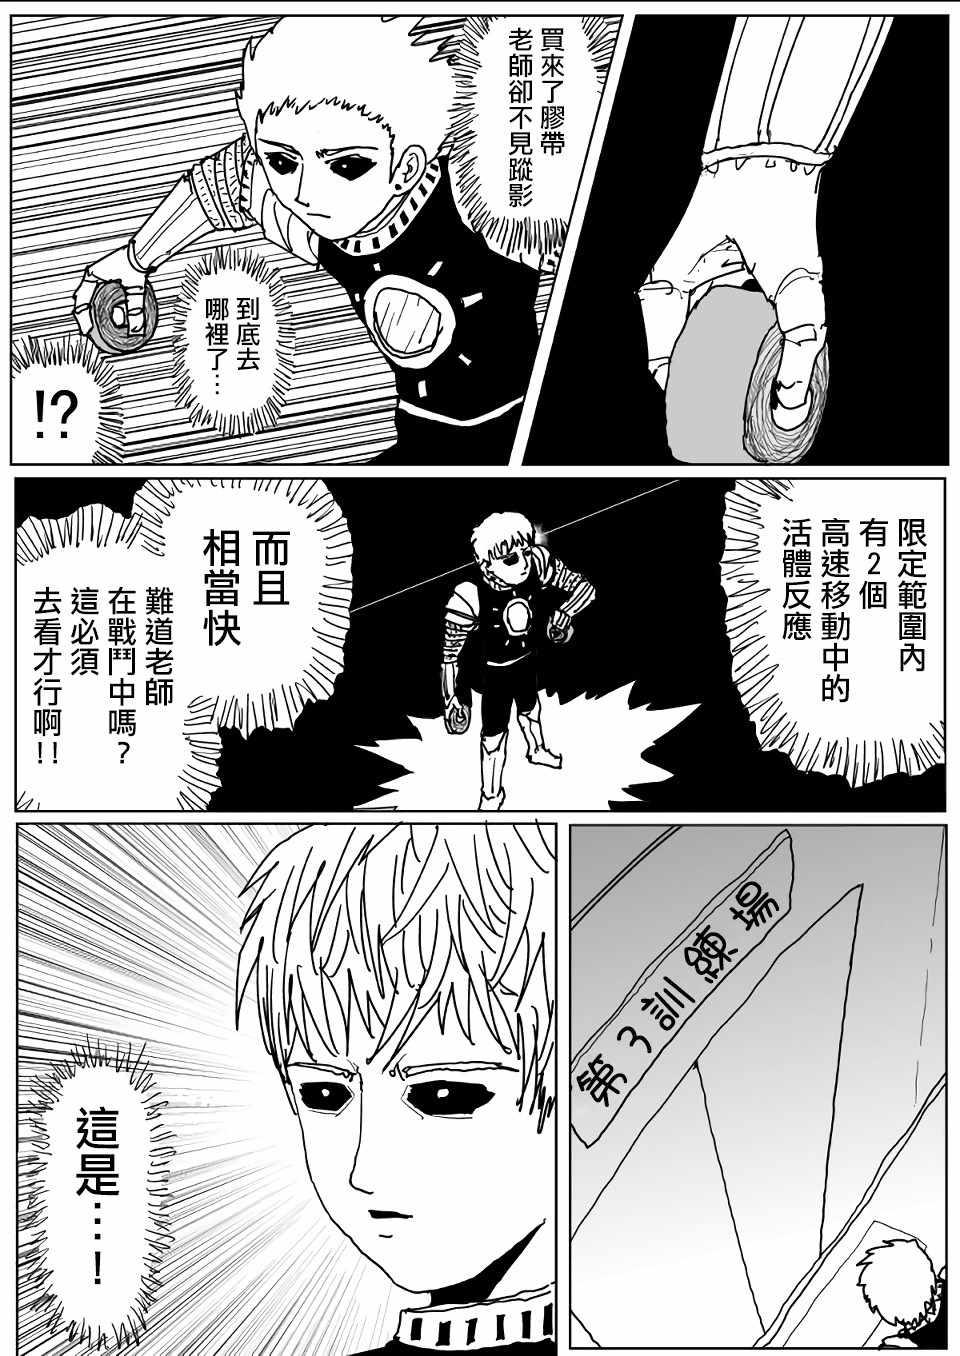 買來了膠帶
老師卻不見蹤影
到底去
哪裡了…
!?
限定範圍內
有2個
高速移動中的
活體反應
而且
相當快
難道老師
在戰鬥中嗎?
這必須
去看才行啊!!
第3訓練場
這是…!